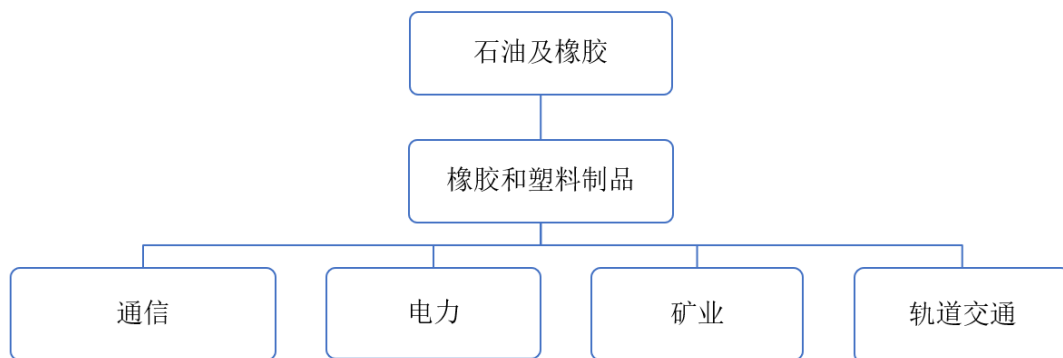 石油及橡胶
橡胶和塑料制品
通信
电力
矿业
轨道交通